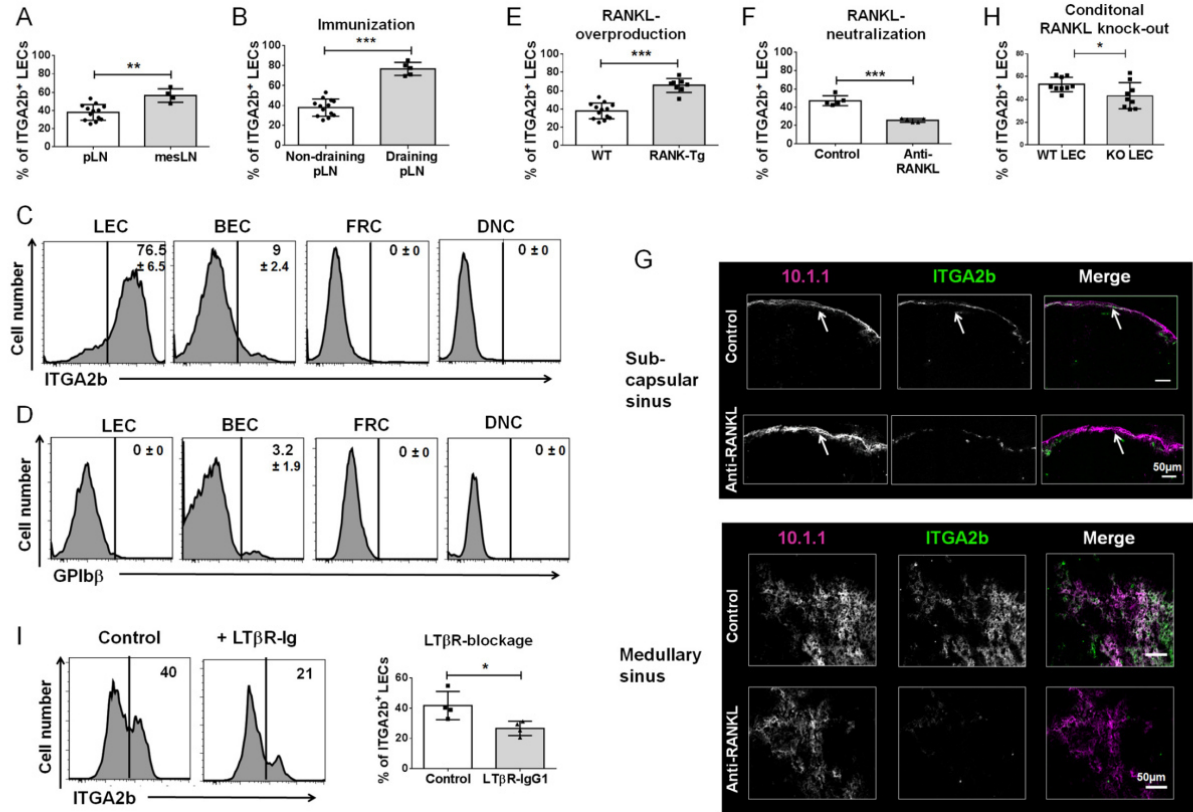 A
**
% of ITGA2b+ LECs
100
80
60
40
20
0
pLN
mesLN
B
Immunization
***
% of ITGA2b+ LECs
100
80
60
40
20
0
Non-draining
pLN
Draining
pLN
E
RANKL-
overproduction
***
% of ITGA2b+ LECs
100
80
60
40
20
0
WT
RANK-Tg
F
RANKL-
neutralization
***
% of ITGA2b+ LECs
100
80
60
40
20
0
Control
Anti-
RANKL
H
Conditonal
RANKL knock-out
*
% of ITGA2b+ LECs
80
60
40
20
0
WT LEC
KO LEC
C
LEC
BEC
FRC
DNC
76.5
± 6.5
9
± 2.4
0 ± 0
0 ± 0
Cell number
ITGA2b
D
LEC
BEC
FRC
DNC
0 ± 0
3.2
± 1.9
0 ± 0
0 ± 0
Cell number
GPIbβ
G
10.1.1
ITGA2b
Merge
Sub-
capsular
sinus
Control
Anti-RANKL
50µm
10.1.1
ITGA2b
Merge
Medullary
sinus
Control
Anti-RANKL
50µm
I
Control
+ LTβR-Ig
40
21
Cell number
ITGA2b
LTβR-blockage
*
% of ITGA2b+ LECs
60
40
20
0
Control
LTβR-IgG1